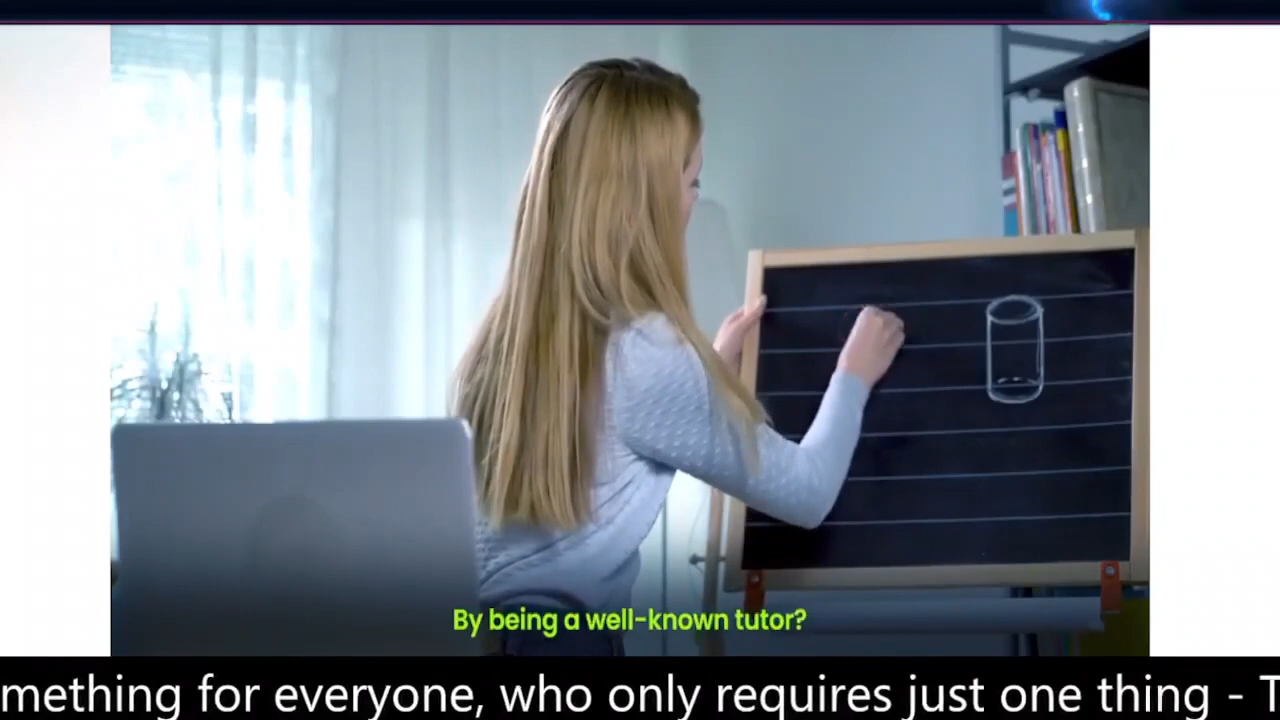 By being a well-known tutor?
mething for everyone, who only requires just one thing - T